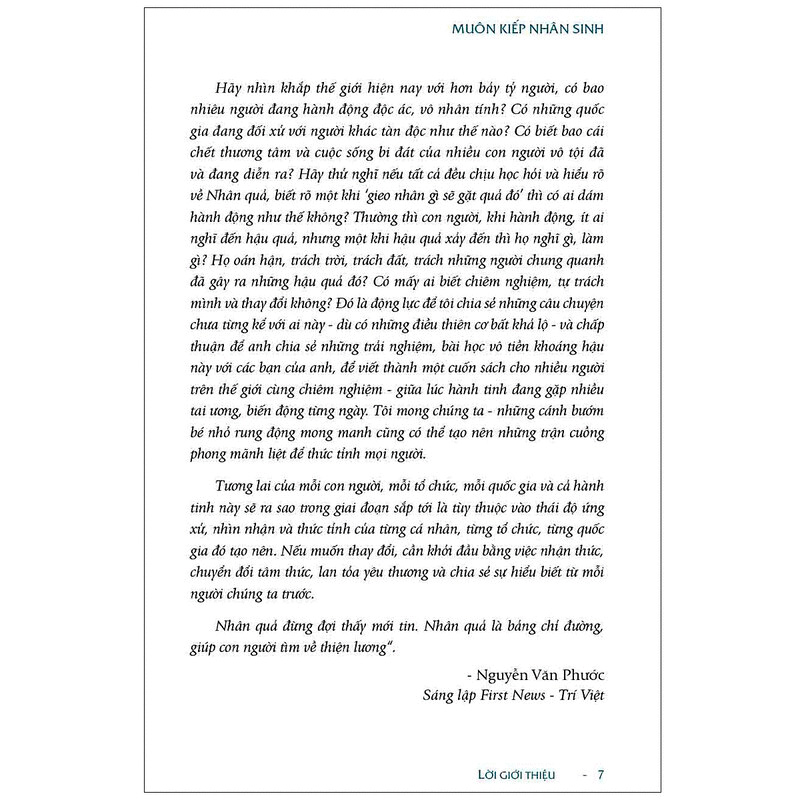 MUÔN KIẾP NHÂN SINH
Hãy nhìn khắp thế giới hiện nay với hơn bảy tỷ người, có bao
nhiêu người đang hành động độc ác, vô nhân tính? Có những quốc
gia đang đối xử với người khác tàn độc như thế nào? Có biết bao cái
chết thương tâm và cuộc sống bi đát của nhiều con người vô tội đã
và đang diễn ra? Hãy thử nghĩ nếu tất cả đều chịu học hỏi và hiểu rõ
về Nhân quả, biết rõ một khi ‘gieo nhân gì sẽ gặt quả đó’ thì có ai dám
hành động như thế không? Thường thì con người, khi hành động, ít ai
nghĩ đến hậu quả, nhưng một khi hậu quả xảy đến thì họ nghĩ gì, làm
gì? Họ oán hận, trách trời, trách đất, trách những người chung quanh
đã gây ra những hậu quả đó? Có mấy ai biết chiêm nghiệm, tự trách
mình và thay đổi không? Đó là động lực để tôi chia sẻ những câu chuyện
chưa từng kể với ai này - dù có những điều thiên cơ bất khả lộ - và chấp
thuận để anh chia sẻ những trải nghiệm, bài học vô tiền khoáng hậu
này với các bạn của anh, để viết thành một cuốn sách cho nhiều người
trên thế giới cùng chiêm nghiệm - giữa lúc hành tinh đang gặp nhiều
tai ương, biến động từng ngày. Tôi mong chúng ta - những cánh bướm
bé nhỏ rung động mong manh cũng có thể tạo nên những trận cuồng
phong mãnh liệt để thức tỉnh mọi người.
Tương lai của mỗi con người, mỗi tổ chức, mỗi quốc gia và cả hành
tinh này sẽ ra sao trong giai đoạn sắp tới là tùy thuộc vào thái độ ứng
xử, nhìn nhận và thức tỉnh của từng cá nhân, từng tổ chức, từng quốc
gia đó tạo nên. Nếu muốn thay đổi, cần khởi đầu bằng việc nhận thức,
chuyển đổi tâm thức, lan tỏa yêu thương và chia sẻ sự hiểu biết từ mỗi
người chúng ta trước.
Nhân quả đừng đợi thấy mới tin. Nhân quả là bảng chỉ đường,
giúp con người tìm về thiện lương“.
- Nguyễn Văn Phước
Sáng lập First News - Trí Việt
LỜI GIỚI THIỆU - 7